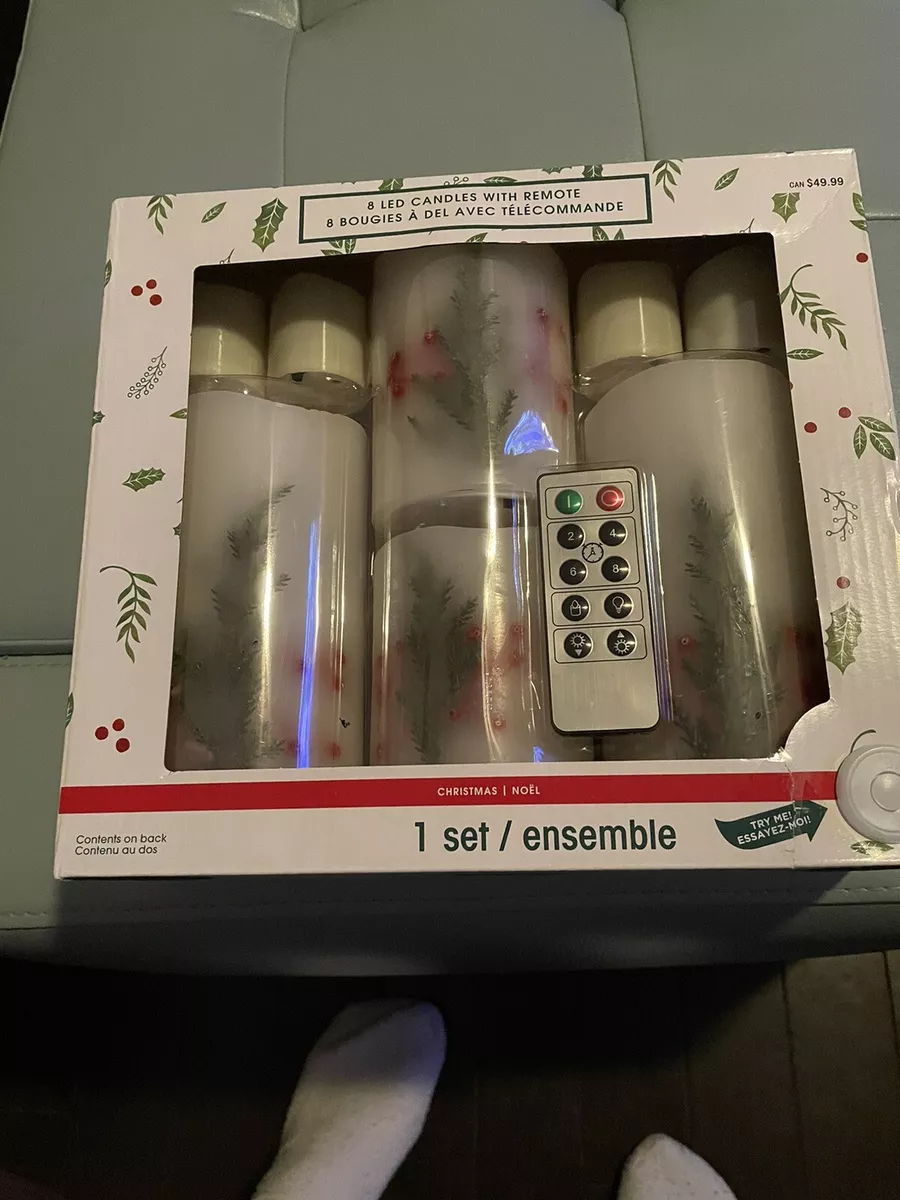 8 LED CANDLES WITH REMOTE
8 BOUGIES À DEL AVEC TÉLÉCOMMANDE
CAN $49.99
2 4
6 8
CHRISTMAS | NOËL
1 set / ensemble
Contents on back
Contenu au dos
TRY ME!
ESSAYEZ-MOI!